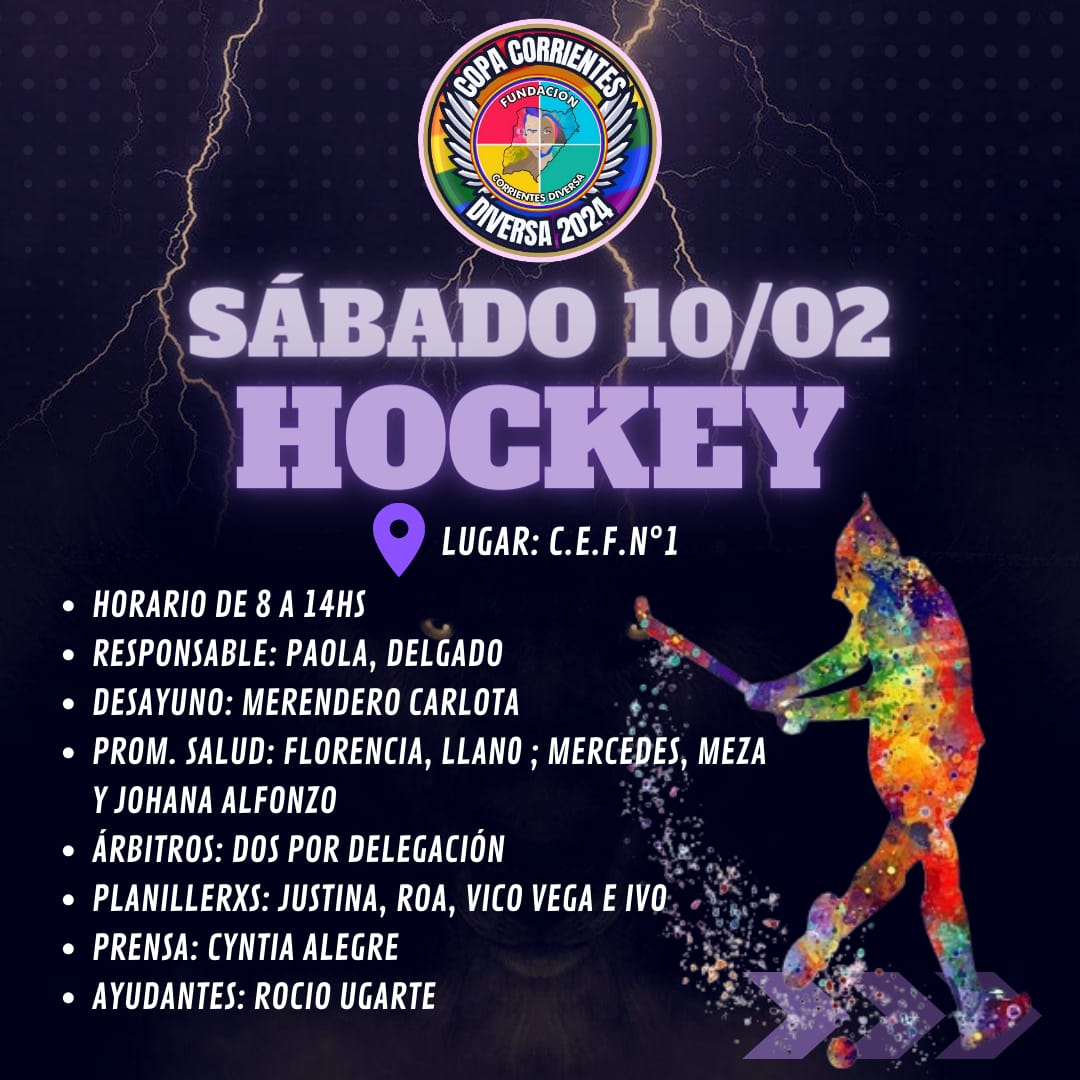 COPA CORRIENTES
FUNDACION
CORRIENTES DIVERSA
DIVERSA 2024
SÁBADO 10/02
HOCKEY
LUGAR: C.E.F.N°1
• HORARIO DE 8 A 14HS
• RESPONSABLE: PAOLA, DELGADO
• DESAYUNO: MERENDERO CARLOTA
• PROM. SALUD: FLORENCIA, LLANO ; MERCEDES, MEZA
Y JOHANA ALFONZO
• ÁRBITROS: DOS POR DELEGACIÓN
• PLANILLERXS: JUSTINA, ROA, VICO VEGA E IVO
• PRENSA: CYNTIA ALEGRE
• AYUDANTES: ROCIO UGARTE